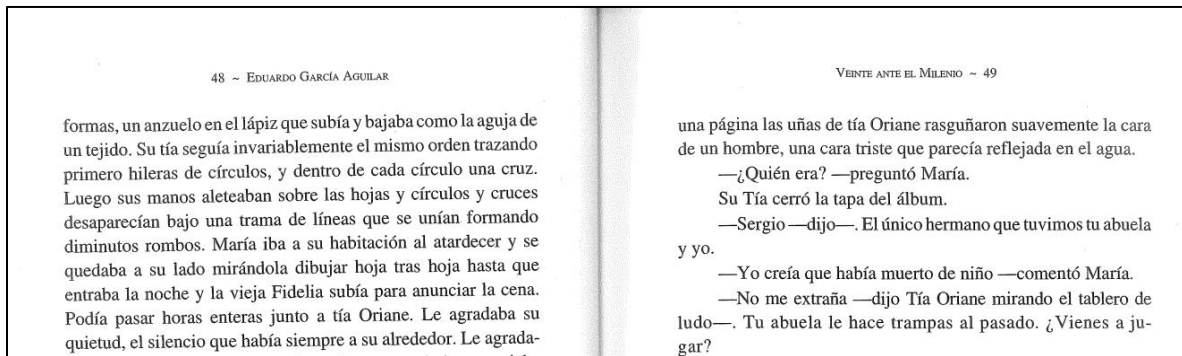 48 ~ Eduardo García Aguilar
formas, un anzuelo en el lápiz que subía y bajaba como la aguja de
un tejido. Su tía seguía invariablemente el mismo orden trazando
primero hileras de círculos, y dentro de cada círculo una cruz.
Luego sus manos aleteaban sobre las hojas y círculos y cruces
desaparecían bajo una trama de líneas que se unían formando
diminutos rombos. María iba a su habitación al atardecer y se
quedaba a su lado mirándola dibujar hoja tras hoja hasta que
entraba la noche y la vieja Fidelia subía para anunciar la cena.
Podía pasar horas enteras junto a tía Oriane. Le agradaba su
quietud, el silencio que había siempre a su alrededor. Le agrada-
Veinte ante el Milenio ~ 49
una página las uñas de tía Oriane rasguñaron suavemente la cara
de un hombre, una cara triste que parecía reflejada en el agua.
—¿Quién era? —preguntó María.
Su Tía cerró la tapa del álbum.
—Sergio —dijo—. El único hermano que tuvimos tu abuela
y yo.
—Yo creía que había muerto de niño —comentó María.
—No me extraña —dijo Tía Oriane mirando el tablero de
ludo—. Tu abuela le hace trampas al pasado. ¿Vienes a ju-
gar?